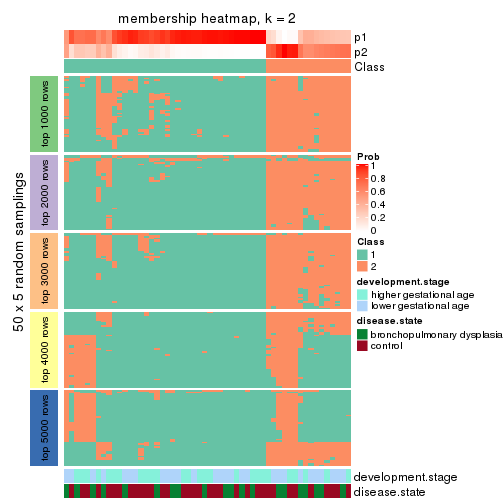 membership heatmap, k = 2
p1
p2
Class
50 x 5 random samplings
top 1000 rows
top 2000 rows
top 3000 rows
top 4000 rows
top 5000 rows
Prob
1
0.8
0.6
0.4
0.2
0
Class
1
2
development.stage
higher gestational age
lower gestational age
disease.state
bronchopulmonary dysplasia
control
development.stage
disease.state